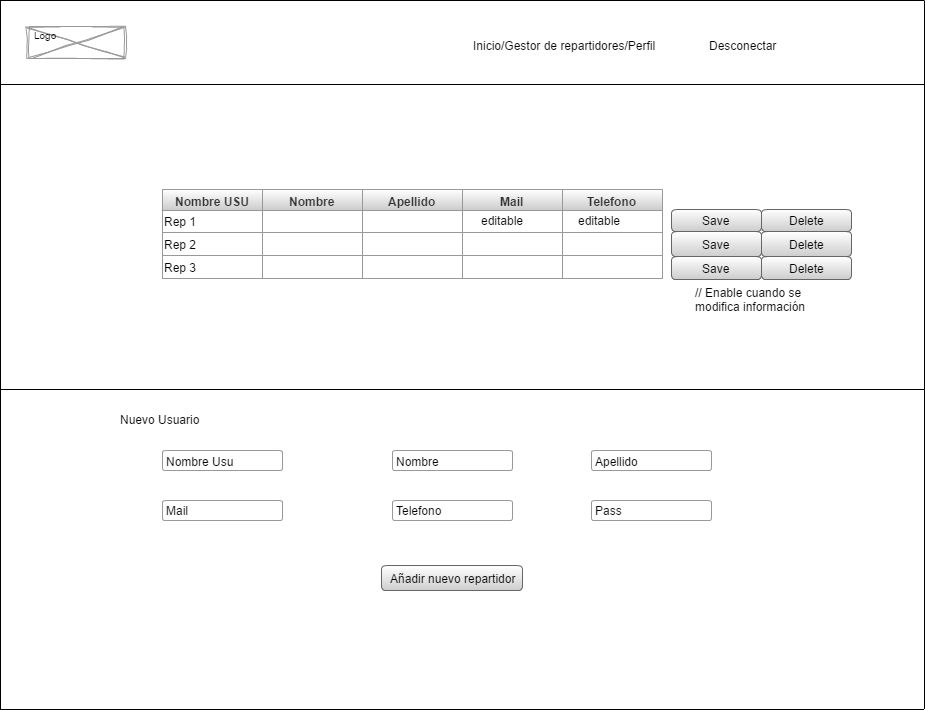 Logo
Inicio/Gestor de repartidores/Perfil
Desconectar
Nombre USU Nombre Apellido Mail Telefono
Rep 1 editable editable Save Delete
Rep 2 Save Delete
Rep 3 Save Delete
// Enable cuando se
modifica información
Nuevo Usuario
Nombre Usu Nombre Apellido
Mail Telefono Pass
Añadir nuevo repartidor